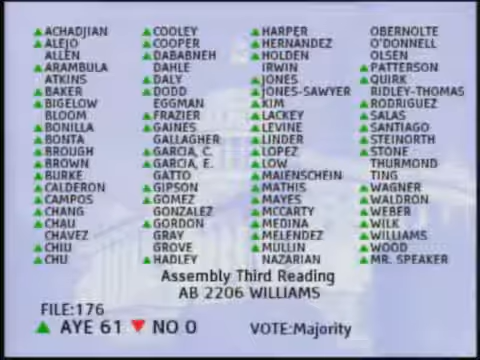 ACHADJIAN COOLEY HARPER OBERNOLTE
ALEJO COOPER HERNANDEZ O'DONNELL
ALLEN DABABNEH HOLDEN OLSEN
ARAMBULA DAHLE IRWIN PATTERSON
ATKINS DALY JONES QUIRK
BAKER DODD JONES-SAWYER RIDLEY-THOMAS
BIGELOW EGGMAN KIM RODRIGUEZ
BLOOM FRAZIER LACKEY SALAS
BONILLA GAINES LEVINE SANTIAGO
BONTA GALLAGHER LINDER STEINORTH
BROUGH GARCIA, C. LOPEZ STONE
BROWN GARCIA, E. LOW THURMOND
BURKE GATTO MAIENSCHEIN TING
CALDERON GIPSON MATHIS WAGNER
CAMPOS GOMEZ MAYES WALDRON
CHANG GONZALEZ MCCARTY WEBER
CHAU GORDON MEDINA WILK
CHAVEZ GRAY MELENDEZ WILLIAMS
CHIU GROVE MULLIN WOOD
CHU HADLEY NAZARIAN MR. SPEAKER
Assembly Third Reading
AB 2206 WILLIAMS
FILE:176
AYE 61 NO 0 VOTE:Majority